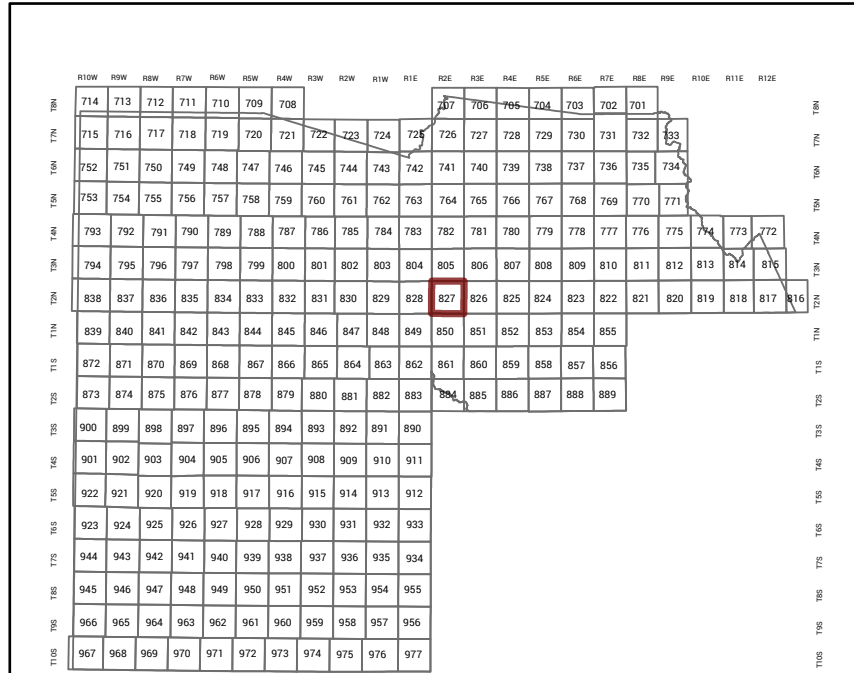 R10W R9W R8W R7W R6W R5W R4W R3W R2W R1W R1E R2E R3E R4E R5E R6E R7E R8E R9E R10E R11E R12E
T8N 714 713 712 711 710 709 708 707 706 705 704 703 702 701 T8N
T7N 715 716 717 718 719 720 721 722 723 724 725 726 727 728 729 730 731 732 733 T7N
T6N 752 751 750 749 748 747 746 745 744 743 742 741 740 739 738 737 736 735 734 T6N
T5N 753 754 755 756 757 758 759 760 761 762 763 764 765 766 767 768 769 770 771 T5N
T4N 793 792 791 790 789 788 787 786 785 784 783 782 781 780 779 778 777 776 775 774 773 772 T4N
T3N 794 795 796 797 798 799 800 801 802 803 804 805 806 807 808 809 810 811 812 813 814 815 T3N
T2N 838 837 836 835 834 833 832 831 830 829 828 827 826 825 824 823 822 821 820 819 818 817 816 T2N
T1N 839 840 841 842 843 844 845 846 847 848 849 850 851 852 853 854 855 T1N
T1S 872 871 870 869 868 867 866 865 864 863 862 861 860 859 858 857 856 T1S
T2S 873 874 875 876 877 878 879 880 881 882 883 884 885 886 887 888 889 T2S
T3S 900 899 898 897 896 895 894 893 892 891 890 T3S
T4S 901 902 903 904 905 906 907 908 909 910 911 T4S
T5S 922 921 920 919 918 917 916 915 914 913 912 T5S
T6S 923 924 925 926 927 928 929 930 931 932 933 T6S
T7S 944 943 942 941 940 939 938 937 936 935 934 T7S
T8S 945 946 947 948 949 950 951 952 953 954 955 T8S
T9S 966 965 964 963 962 961 960 959 958 957 956 T9S
T10S 967 968 969 970 971 972 973 974 975 976 977 T10S